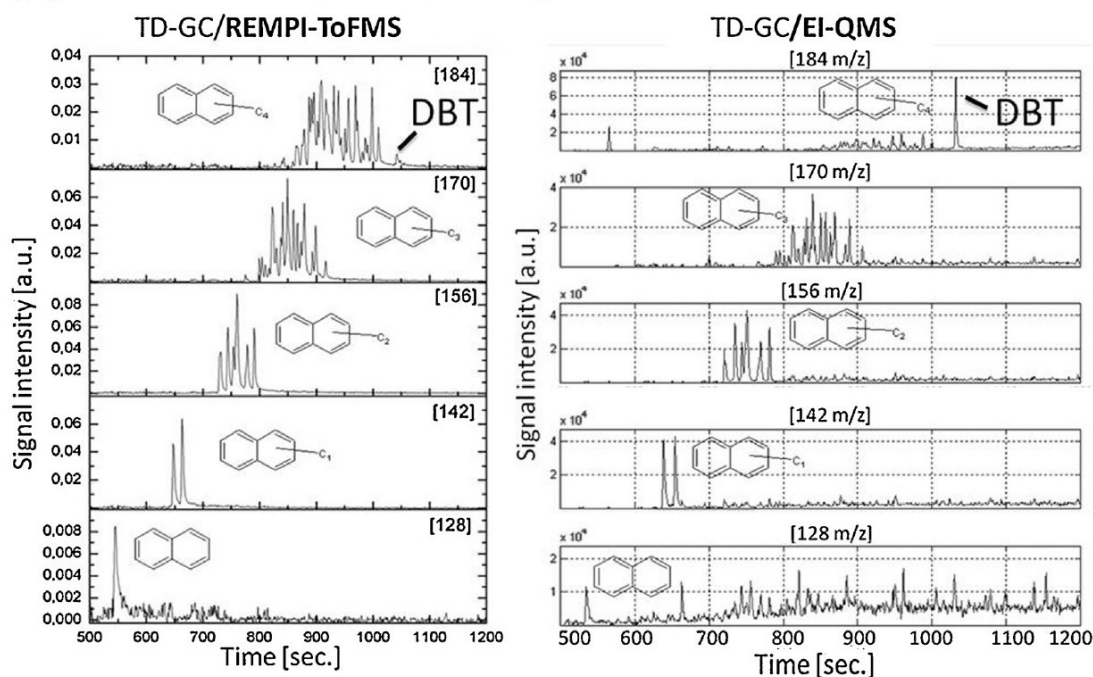 TD-GC/REMPI-ToFMS
0,04
0,03
0,02
0,01
[184]
C₄
DBT
0,06
0,04
0,02
[170]
C₃
0,08
0,06
0,04
0,02
[156]
C₂
0,06
0,04
0,02
[142]
C₁
0,008
0,006
0,004
0,002
0,000
[128]
500 600 700 800 900 1000 1100 1200
Time [sec.]
Signal intensity [a.u.]
TD-GC/EI-QMS
[184 m/z]
x 10⁴
8
6
4
2
C₄
DBT
[170 m/z]
x 10⁴
4
2
C₃
[156 m/z]
x 10⁴
4
2
C₂
[142 m/z]
x 10⁴
4
2
C₁
[128 m/z]
x 10⁴
2
1
500 600 700 800 900 1000 1100 1200
Time [sec.]
Signal intensity [a.u.]